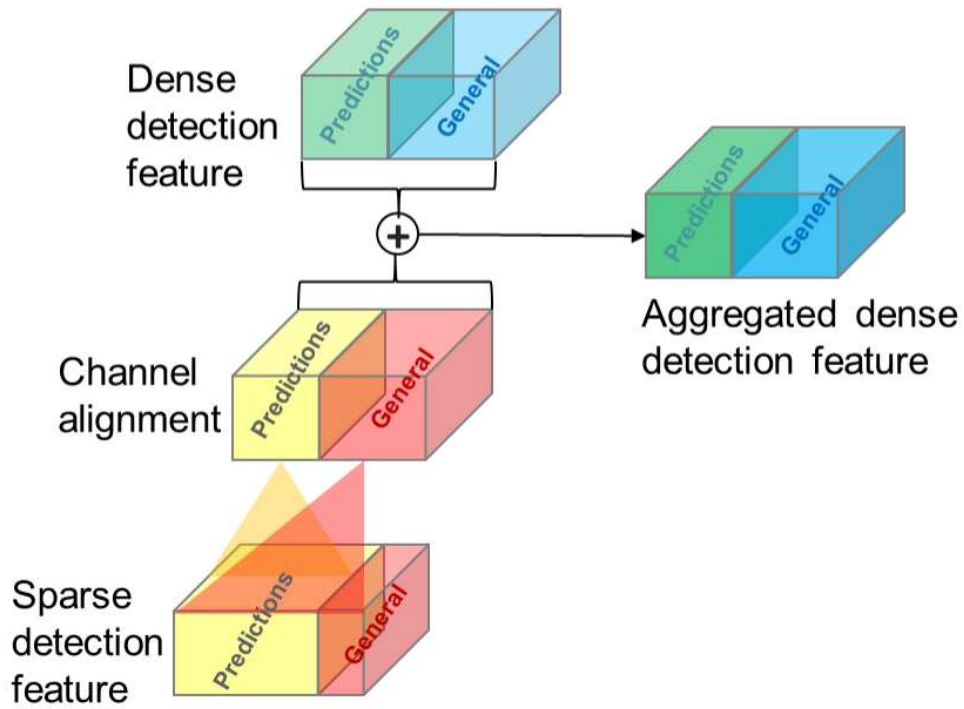 Dense
detection
feature
Predictions
General
+
Predictions
General
Aggregated dense
detection feature
Channel
alignment
Predictions
General
Sparse
detection
feature
Predictions
General